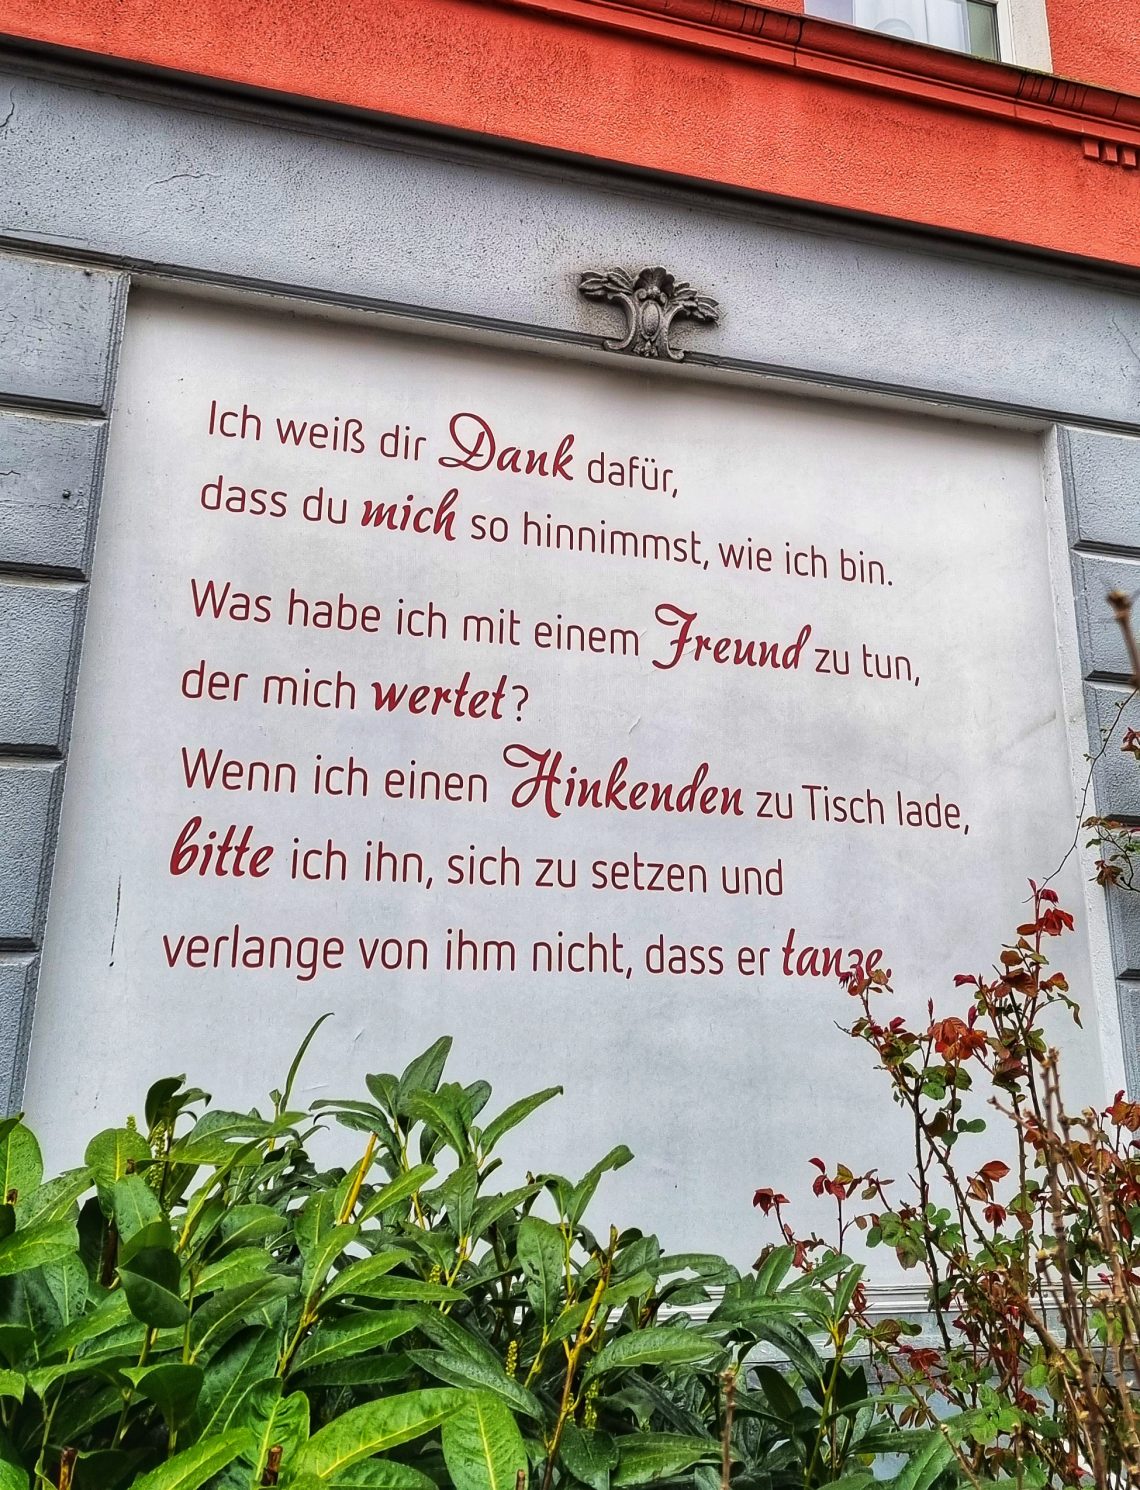 Ich weiß dir Dank dafür,
dass du mich so hinnimmst, wie ich bin.
Was habe ich mit einem Freund zu tun,
der mich wertet?
Wenn ich einen Hinkenden zu Tisch lade,
bitte ich ihn, sich zu setzen und
verlange von ihm nicht, dass er tanze.